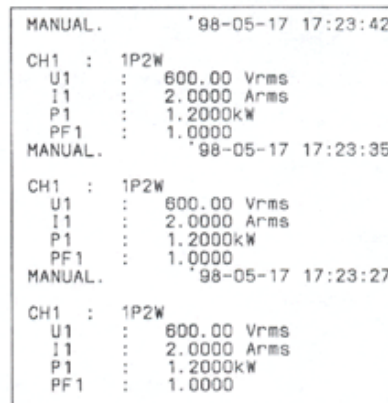 MANUAL. '98-05-17 17:23:42
CH1 : 1P2W
U1 : 600.00 Vrms
I1 : 2.0000 Arms
P1 : 1.2000kW
PF1 : 1.0000
MANUAL. '98-05-17 17:23:35
CH1 : 1P2W
U1 : 600.00 Vrms
I1 : 2.0000 Arms
P1 : 1.2000kW
PF1 : 1.0000
MANUAL. '98-05-17 17:23:27
CH1 : 1P2W
U1 : 600.00 Vrms
I1 : 2.0000 Arms
P1 : 1.2000kW
PF1 : 1.0000